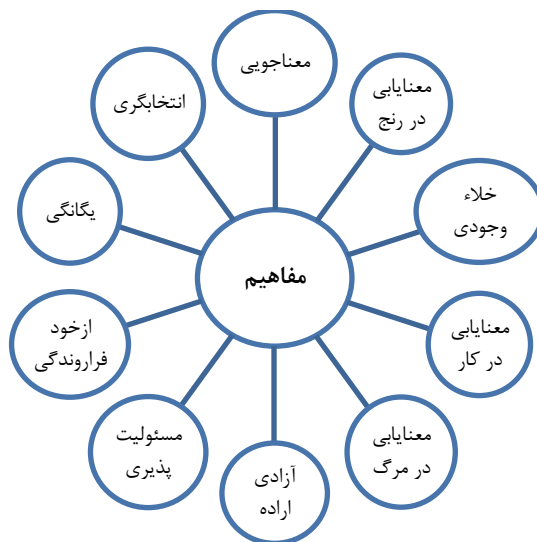 معناجویی
معنایابی
در رنج
خلاء
وجودی
معنایابی
در کار
معنایابی
در مرگ
آزادی
اراده
مسئولیت
پذیری
ازخود
فراروندگی
یگانگی
انتخابگری
مفاهیم